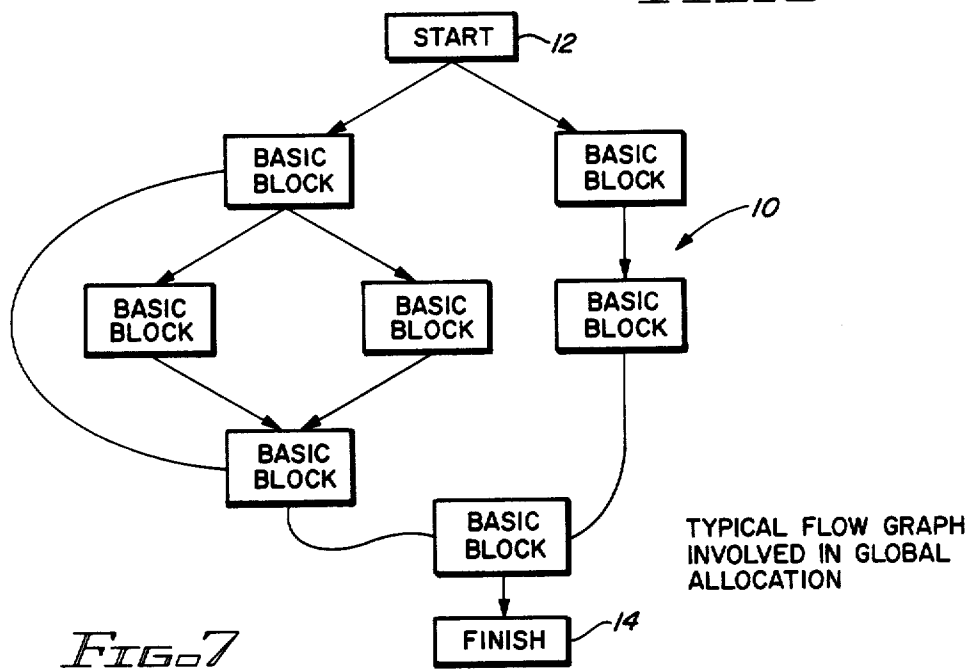 START
12
BASIC
BLOCK
BASIC
BLOCK
10
BASIC
BLOCK
BASIC
BLOCK
BASIC
BLOCK
BASIC
BLOCK
BASIC
BLOCK
TYPICAL FLOW GRAPH
INVOLVED IN GLOBAL
ALLOCATION
FINISH
14
FIG.7